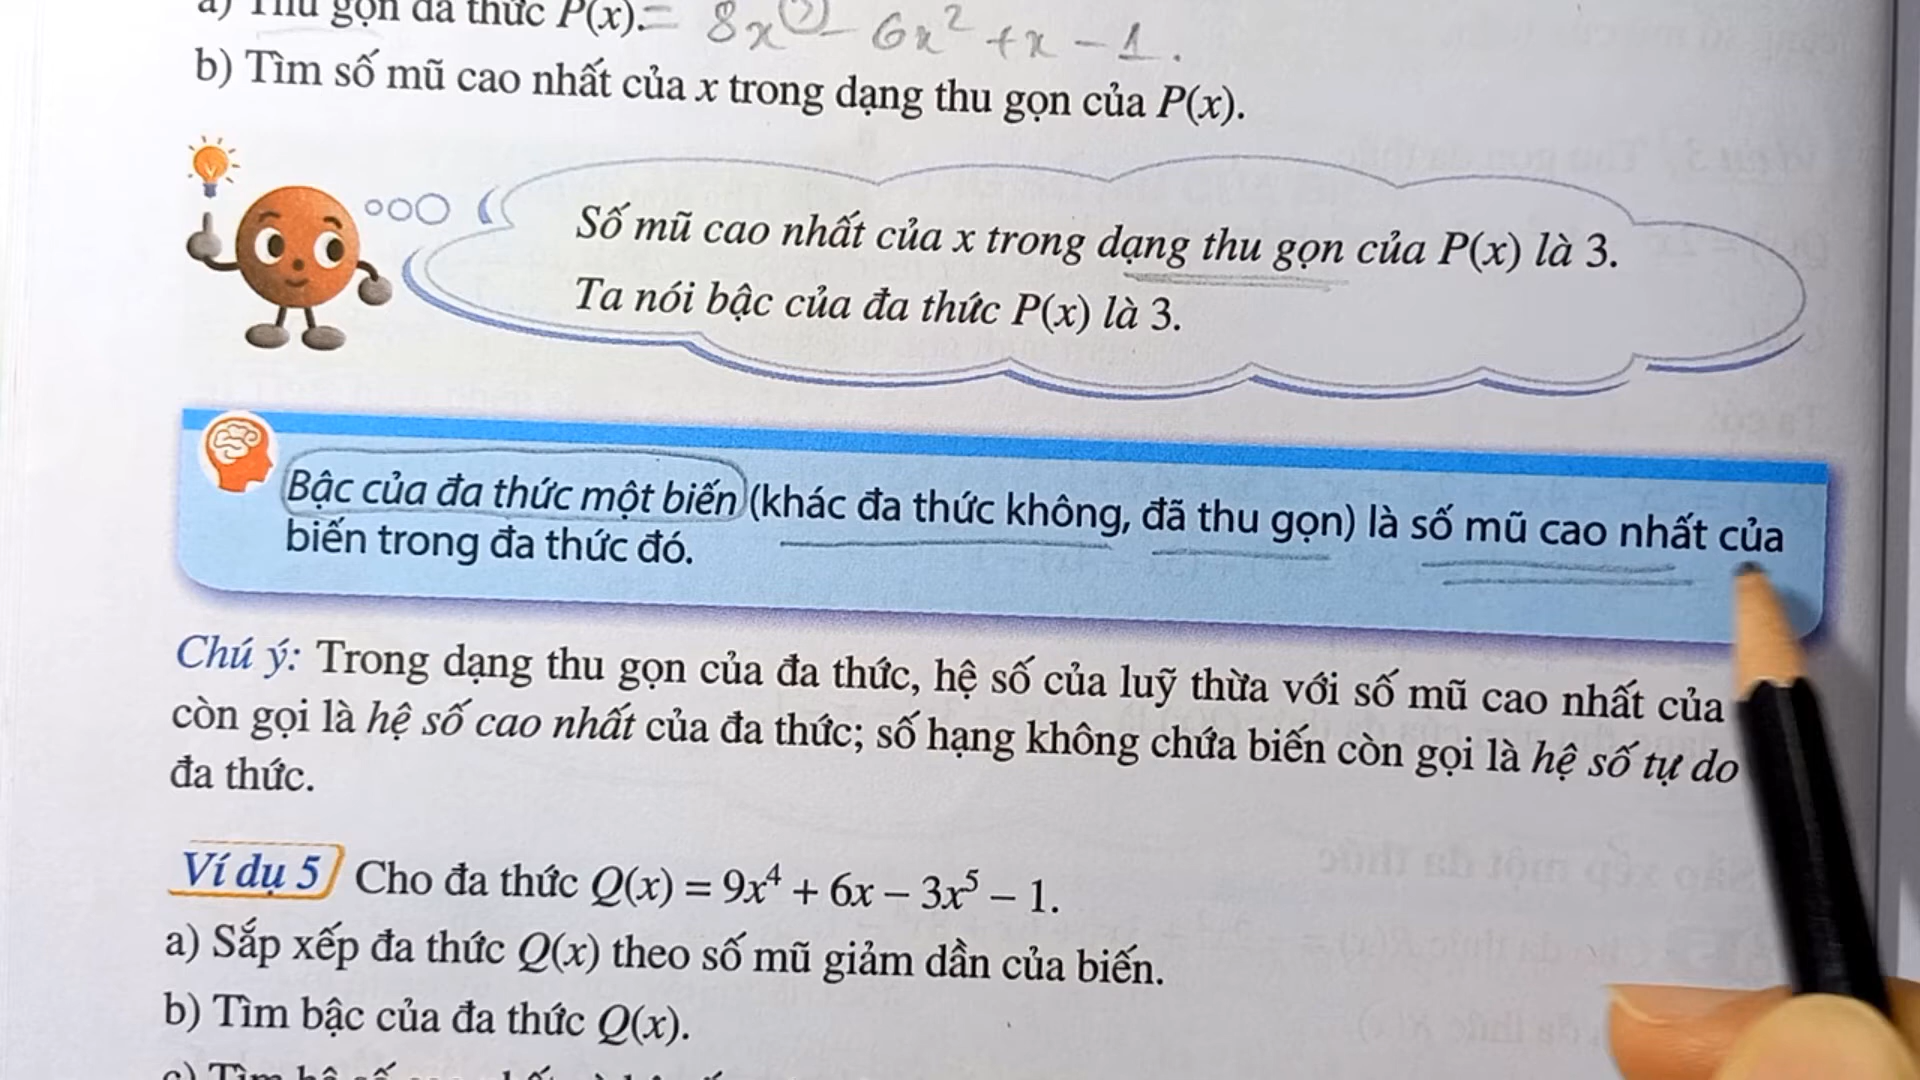 a) Thu gọn đa thức P(x). = 8x³ - 6x² + x - 1.
b) Tìm số mũ cao nhất của x trong dạng thu gọn của P(x).
Số mũ cao nhất của x trong dạng thu gọn của P(x) là 3.
Ta nói bậc của đa thức P(x) là 3.
Bậc của đa thức một biến (khác đa thức không, đã thu gọn) là số mũ cao nhất của
biến trong đa thức đó.
Chú ý: Trong dạng thu gọn của đa thức, hệ số của luỹ thừa với số mũ cao nhất của
còn gọi là hệ số cao nhất của đa thức; số hạng không chứa biến còn gọi là hệ số tự do
đa thức.
Ví dụ 5 Cho đa thức Q(x) = 9x⁴ + 6x – 3x⁵ – 1.
a) Sắp xếp đa thức Q(x) theo số mũ giảm dần của biến.
b) Tìm bậc của đa thức Q(x).
c) Tìm hệ số